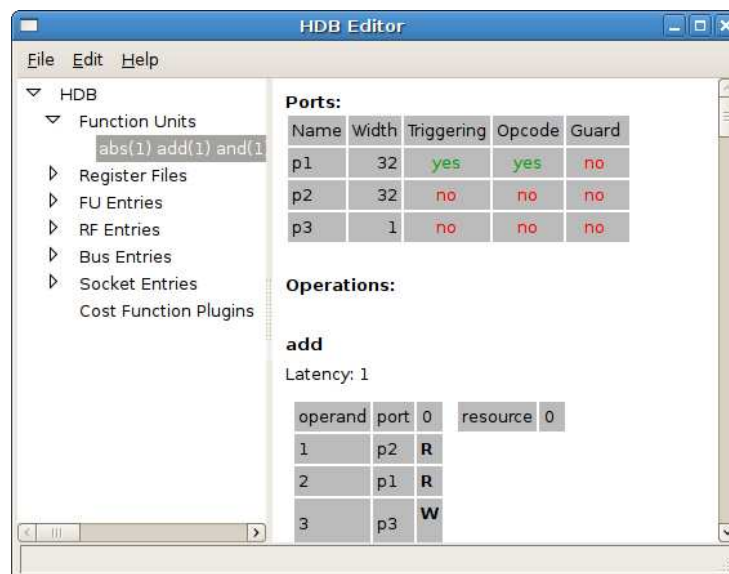 HDB Editor
File Edit Help
HDB
Function Units
abs(1) add(1) and(1
Register Files
FU Entries
RF Entries
Bus Entries
Socket Entries
Cost Function Plugins
Ports:
Name Width Triggering Opcode Guard
p1 32 yes yes no
p2 32 no no no
p3 1 no no no
Operations:
add
Latency: 1
operand port 0 resource 0
1 p2 R
2 p1 R
3 p3 W